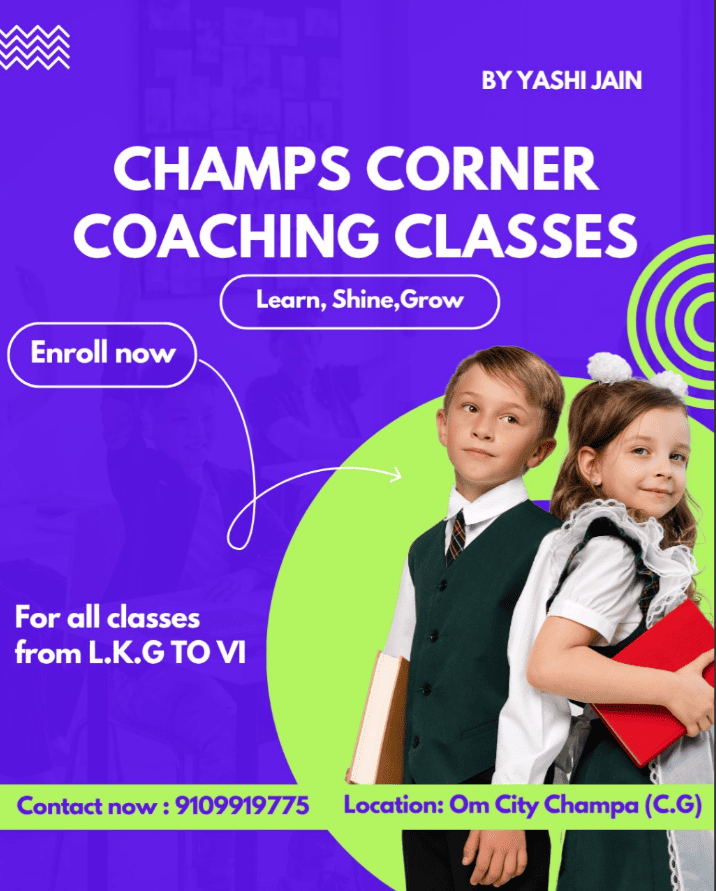 BY YASHI JAIN
CHAMPS CORNER
COACHING CLASSES
Learn, Shine,Grow
Enroll now
For all classes
from L.K.G TO VI
Contact now : 9109919775
Location: Om City Champa (C.G)